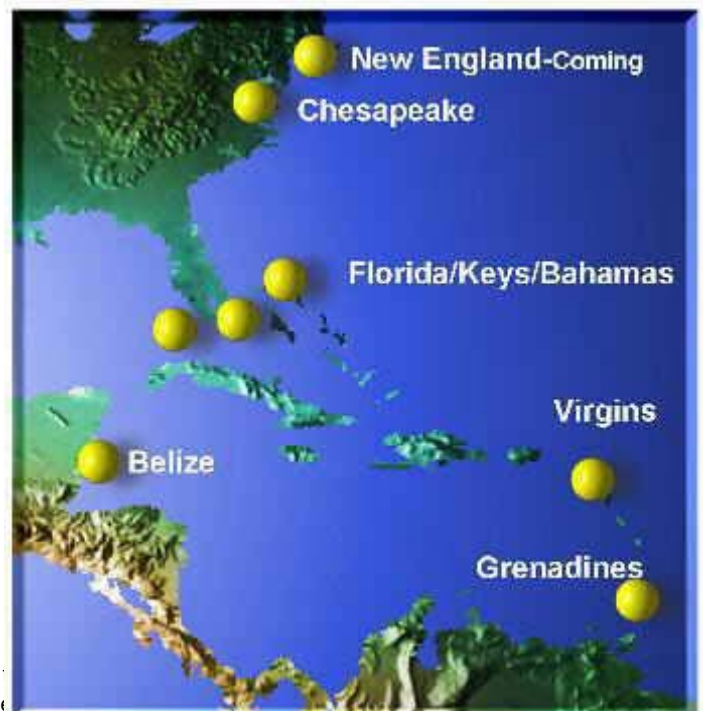 New England-Coming
Chesapeake
Florida/Keys/Bahamas
Virgins
Belize
Grenadines